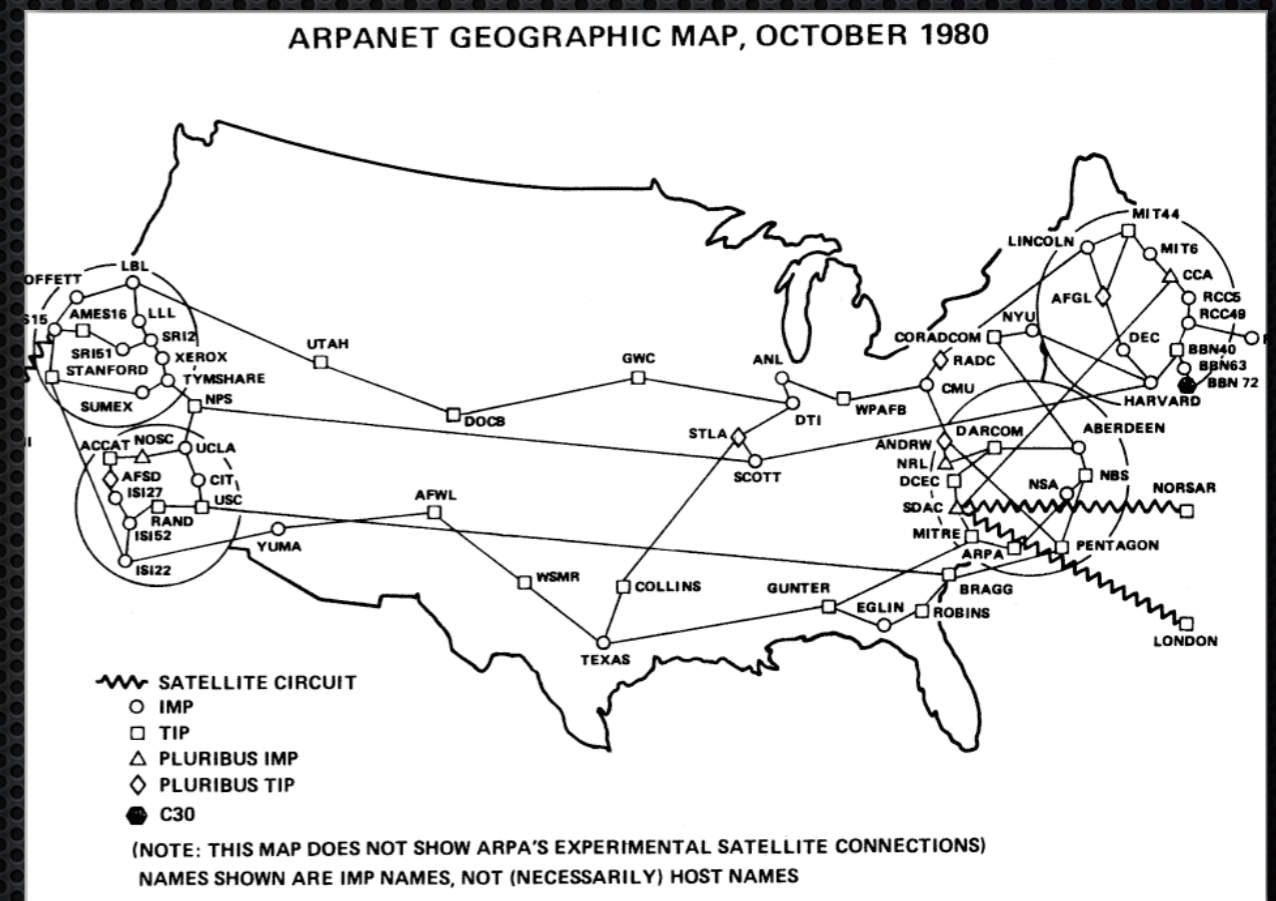 ARPANET GEOGRAPHIC MAP, OCTOBER 1980
MIT44
LINCOLN
MIT6
LBL
OFFETT
CCA
AFGL
RCC5
AMES16
LLL
S15
RCC49
NYU
SRI2
CORADCOM
DEC
UTAH
SRI51
XEROX
GWC
ANL
RADC
BBN40
STANFORD
BBN63
TYMSHARE
CMU
BBN 72
SUMEX
NPS
WPAFB
HARVARD
DOCB
DTI
STLA
DARCOM
ABERDEEN
ACCAT
NOSC
UCLA
ANDRW
NRL
SCOTT
AFSD
CIT
DCEC
NBS
NSA
NORSAR
ISI27
USC
AFWL
SDAC
RAND
ISI52
MITRE
YUMA
ARPA
PENTAGON
ISI22
WSMR
COLLINS
GUNTER
BRAGG
EGLIN
ROBINS
LONDON
TEXAS
SATELLITE CIRCUIT
IMP
TIP
PLURIBUS IMP
PLURIBUS TIP
C30
(NOTE: THIS MAP DOES NOT SHOW ARPA'S EXPERIMENTAL SATELLITE CONNECTIONS)
NAMES SHOWN ARE IMP NAMES, NOT (NECESSARILY) HOST NAMES